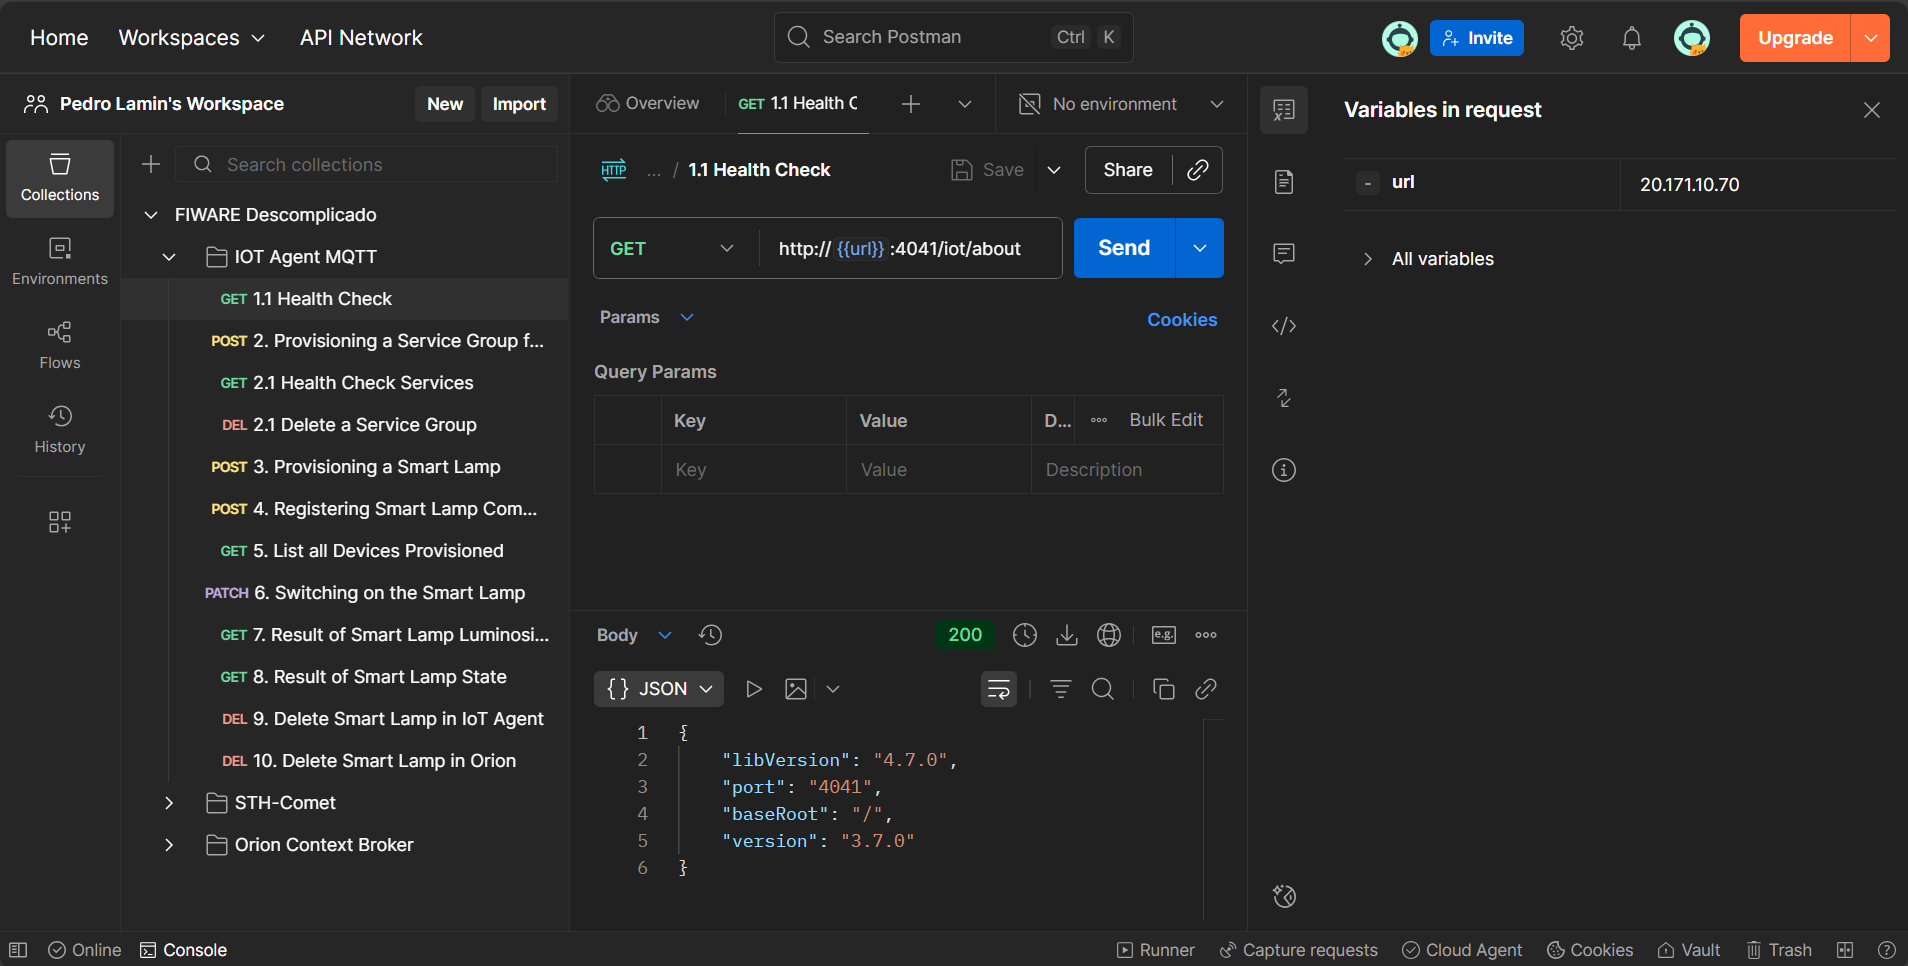 Home Workspaces API Network Search Postman Ctrl K Invite Upgrade
Pedro Lamin's Workspace New Import
Overview GET 1.1 Health C No environment
Variables in request
Collections
Environments
Flows
History
Search collections
FIWARE Descomplicado
IOT Agent MQTT
GET 1.1 Health Check
POST 2. Provisioning a Service Group f...
GET 2.1 Health Check Services
DEL 2.1 Delete a Service Group
POST 3. Provisioning a Smart Lamp
POST 4. Registering Smart Lamp Com...
GET 5. List all Devices Provisioned
PATCH 6. Switching on the Smart Lamp
GET 7. Result of Smart Lamp Luminosi...
GET 8. Result of Smart Lamp State
DEL 9. Delete Smart Lamp in IoT Agent
DEL 10. Delete Smart Lamp in Orion
STH-Comet
Orion Context Broker
HTTP ... / 1.1 Health Check Save Share
GET http:// {{url}} :4041/iot/about Send
Params Cookies
Query Params
Key Value D... Bulk Edit
Key Value Description
Body 200 e.g.
{} JSON
1 {
2 "libVersion": "4.7.0",
3 "port": "4041",
4 "baseRoot": "/",
5 "version": "3.7.0"
6 }
- url 20.171.10.70
All variables
Online Console Runner Capture requests Cloud Agent Cookies Vault Trash